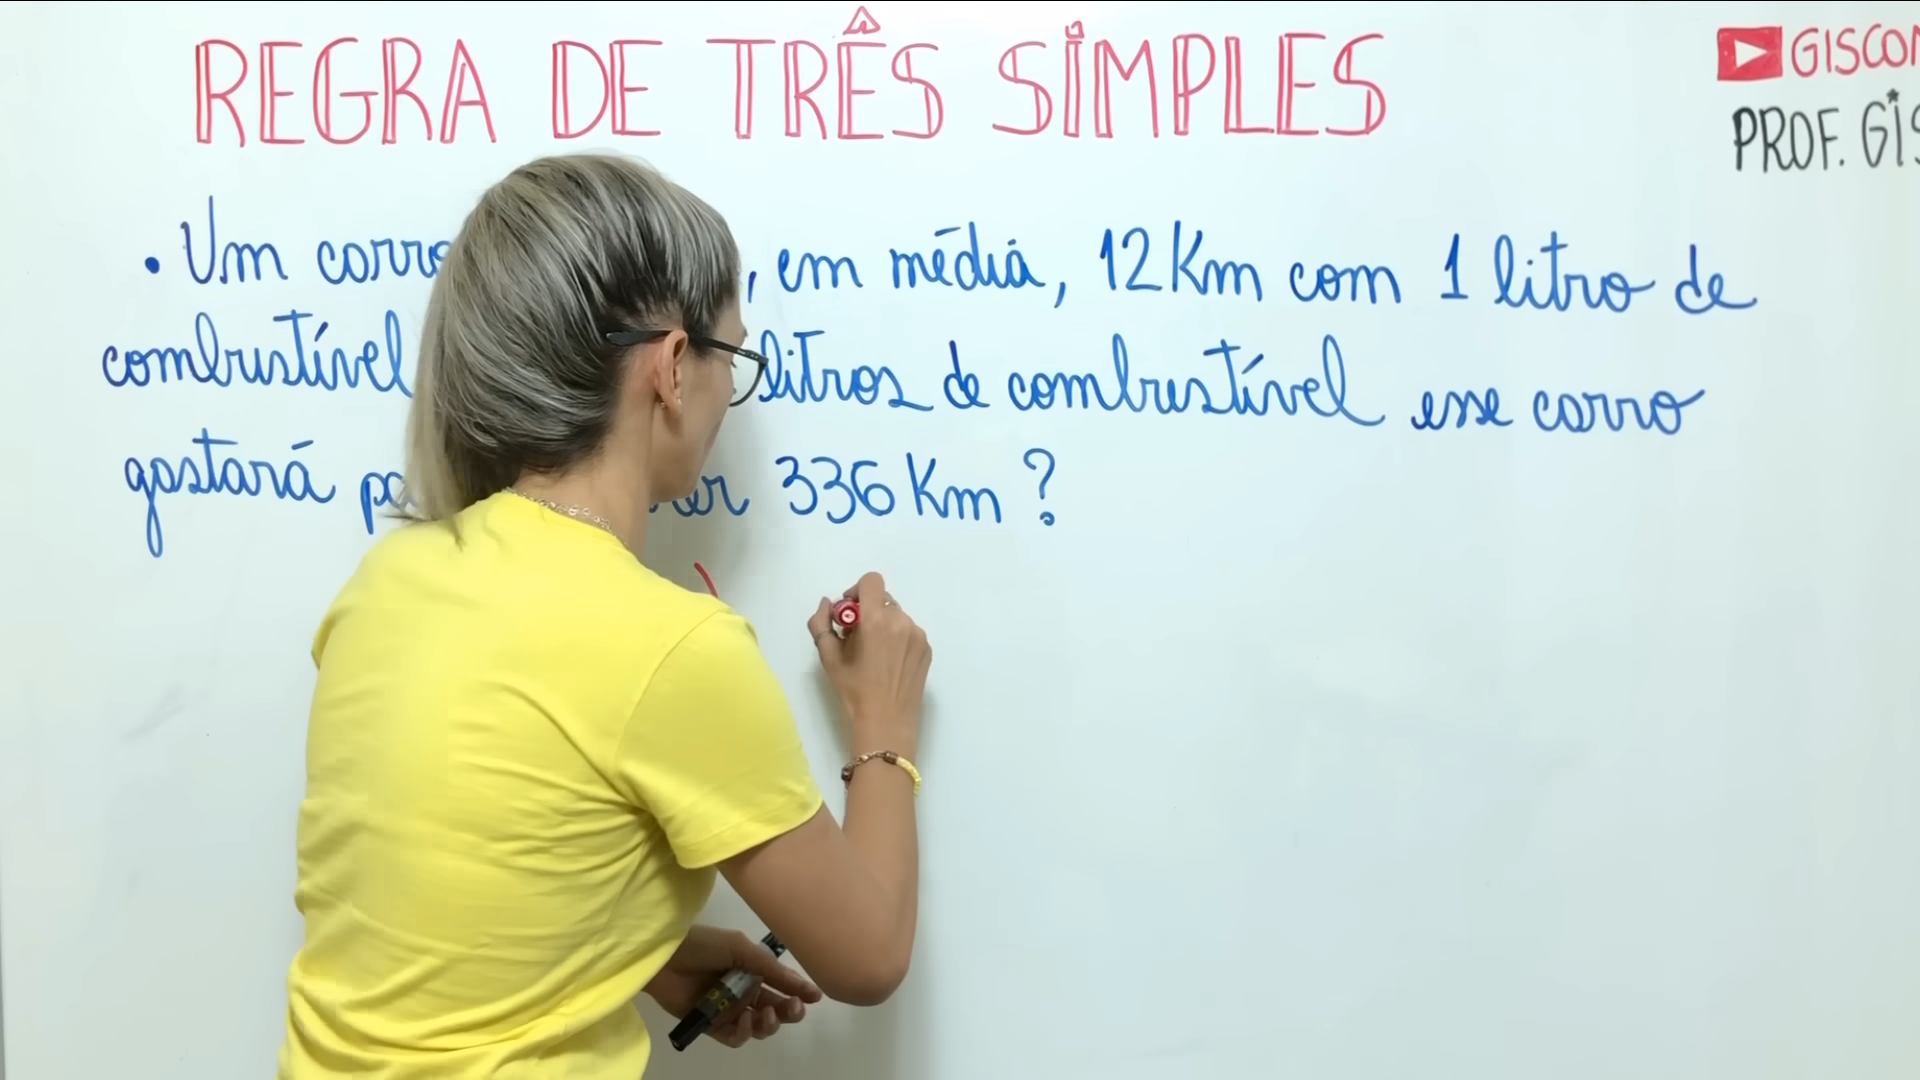 REGRA DE TRÊS SIMPLES
GISCOM
PROF. GIS
• Um carro , em média, 12 Km com 1 litro de
combustível litros de combustível esse carro
gastará 336 Km ?